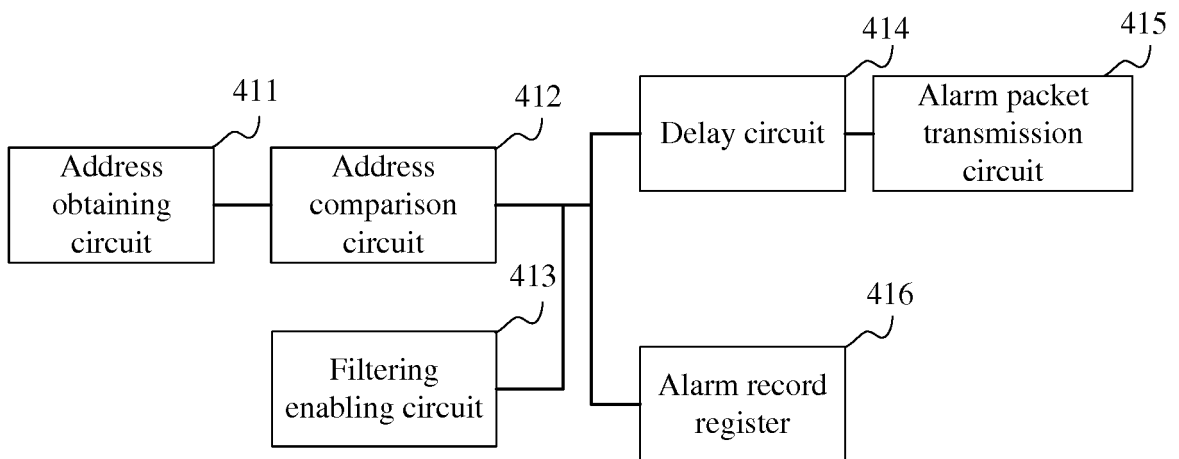 411
Address
obtaining
circuit
412
Address
comparison
circuit
413
Filtering
enabling circuit
414
Delay circuit
415
Alarm packet
transmission
circuit
416
Alarm record
register